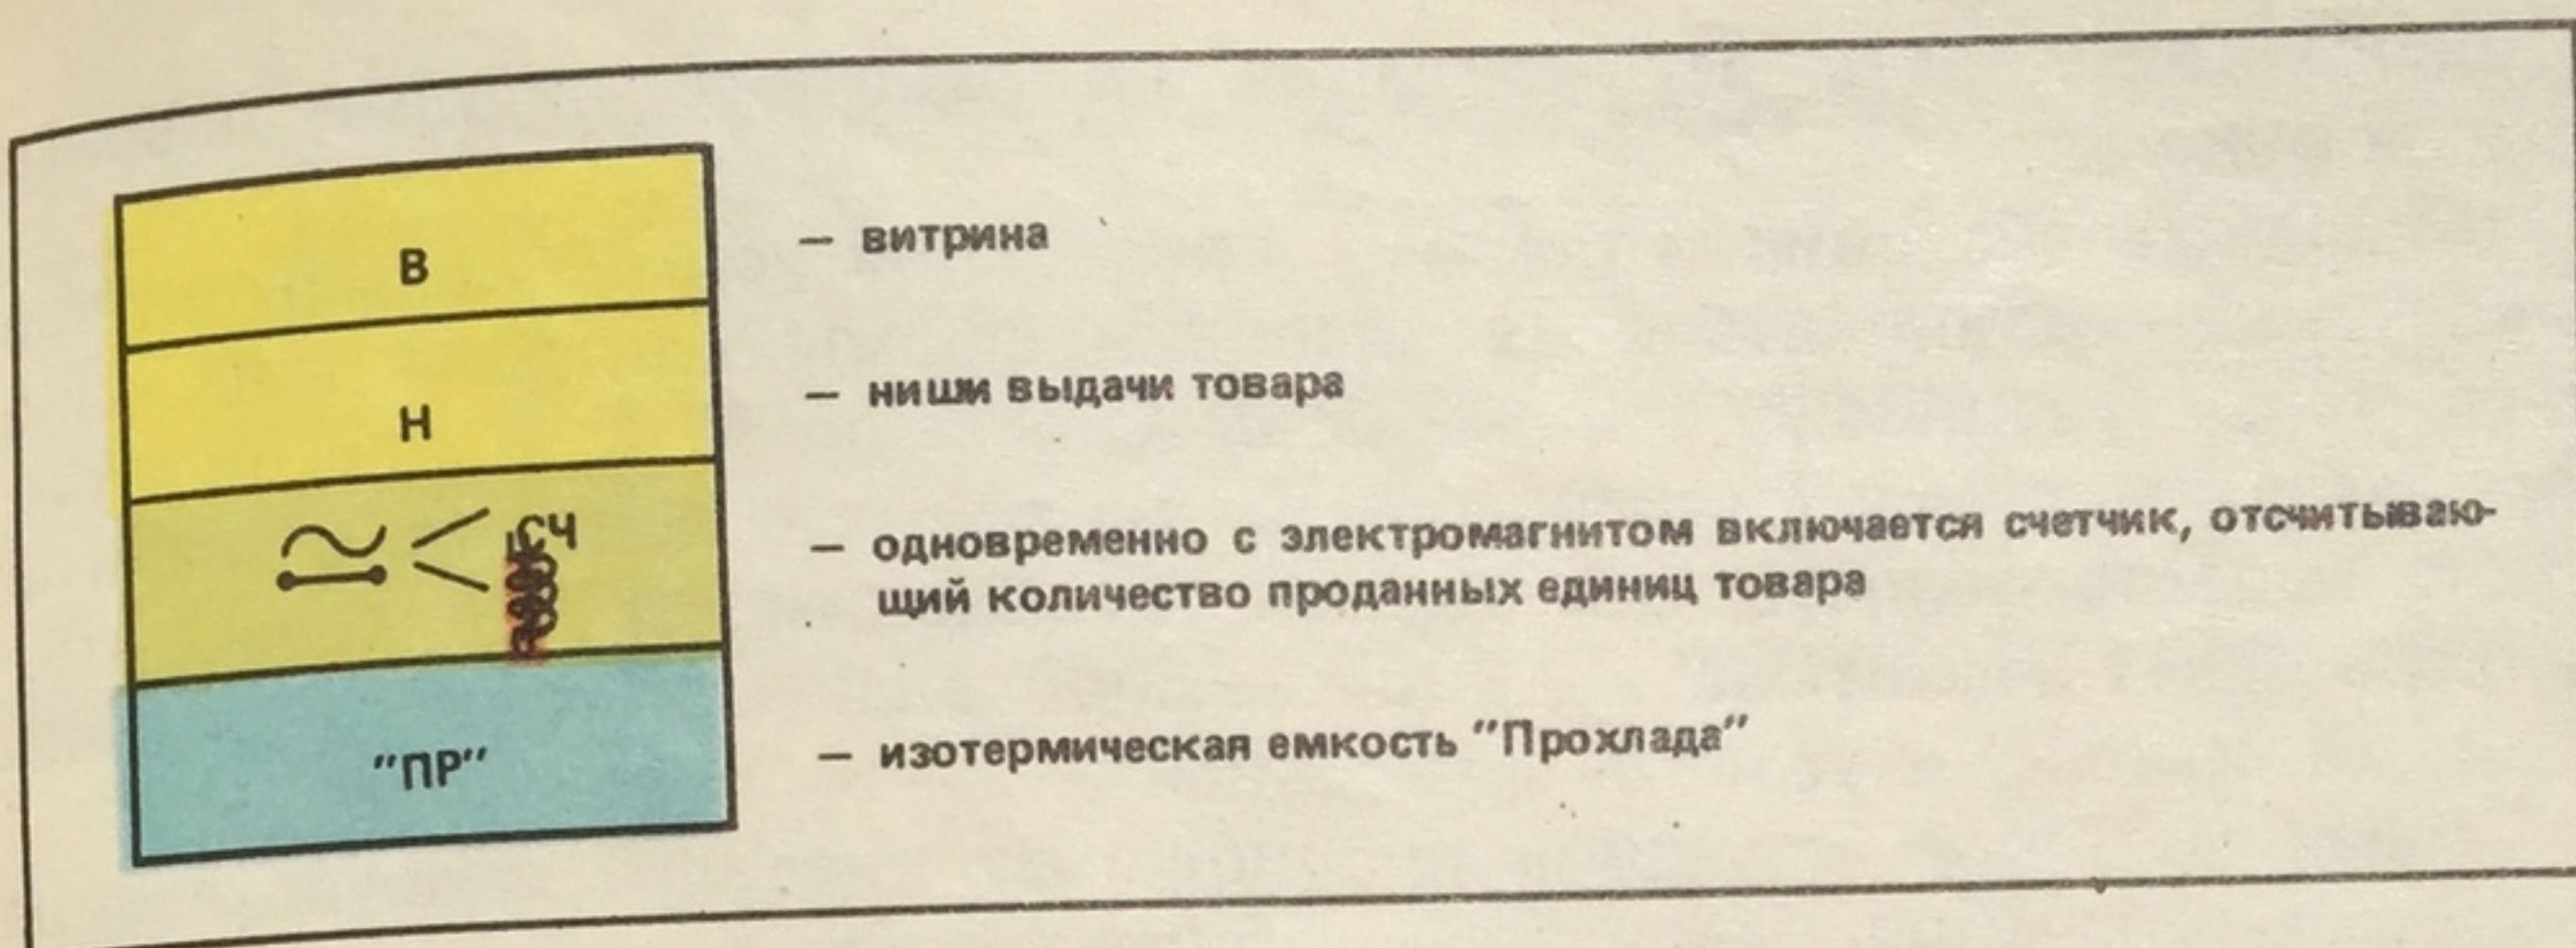 В
— витрина
Н
— ниши выдачи товара
СЧ
— одновременно с электромагнитом включается счетчик, отсчитываю-
щий количество проданных единиц товара
"ПР"
— изотермическая емкость "Прохлада"